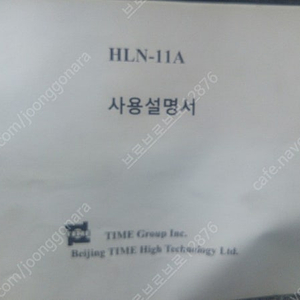 HLN-11A
사용설명서
TIME Group Inc.
Beijing TIME High Technology Ltd.